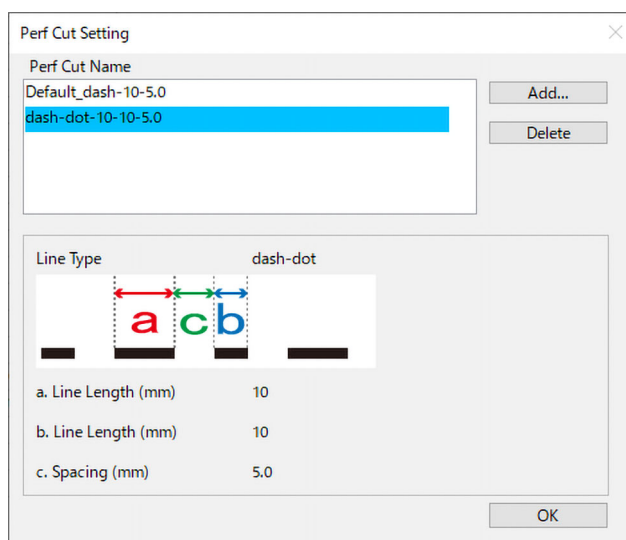 Perf Cut Setting
Perf Cut Name
Default_dash-10-5.0
Add...
dash-dot-10-10-5.0
Delete
Line Type dash-dot
a c b
a. Line Length (mm) 10
b. Line Length (mm) 10
c. Spacing (mm) 5.0
OK